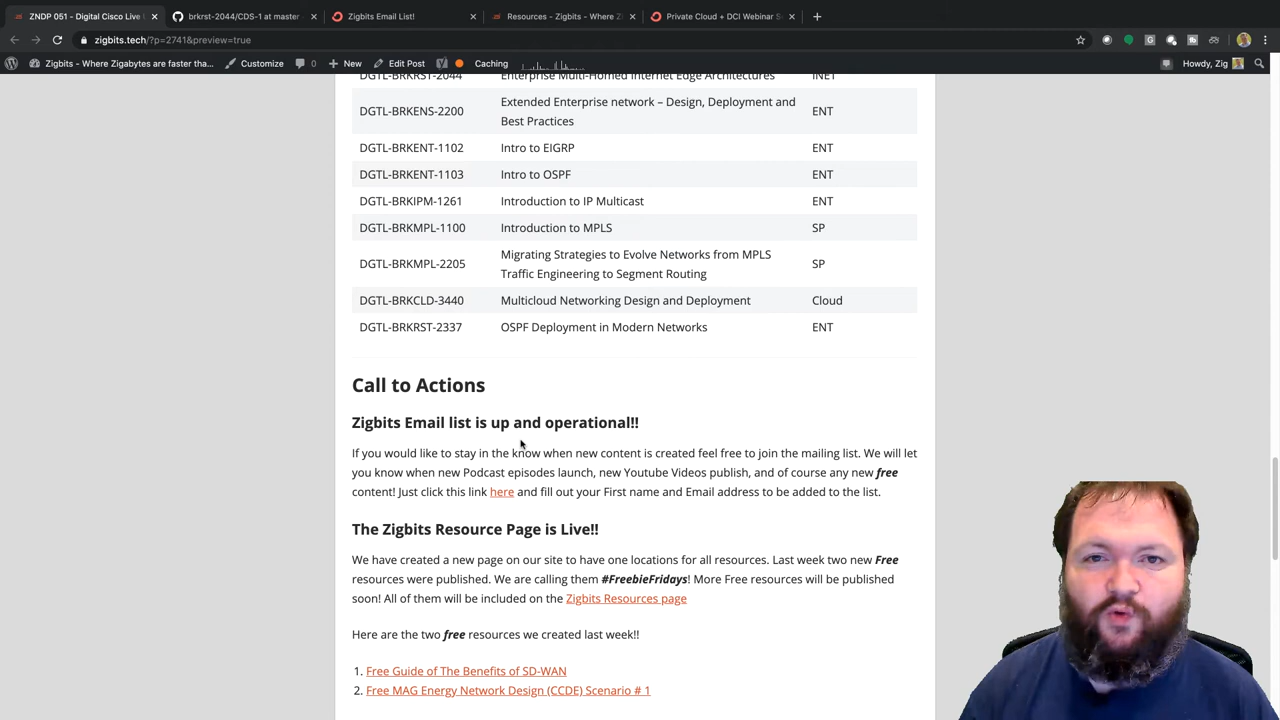 ZNDP 051 - Digital Cisco Live
brkrst-2044/CDS-1 at master
Zigbits Email List!
Resources - Zigbits - Where Z
Private Cloud + DCI Webinar S
zigbits.tech/?p=2741&preview=true
Zigbits - Where Zigabytes are faster tha...
Customize
0
New
Edit Post
Caching
Howdy, Zig
DGTL-BRKRST-2044 Enterprise Multi-Homed Internet Edge Architectures INET
DGTL-BRKENS-2200 Extended Enterprise network – Design, Deployment and
Best Practices ENT
DGTL-BRKENT-1102 Intro to EIGRP ENT
DGTL-BRKENT-1103 Intro to OSPF ENT
DGTL-BRKIPM-1261 Introduction to IP Multicast ENT
DGTL-BRKMPL-1100 Introduction to MPLS SP
DGTL-BRKMPL-2205 Migrating Strategies to Evolve Networks from MPLS
Traffic Engineering to Segment Routing SP
DGTL-BRKCLD-3440 Multicloud Networking Design and Deployment Cloud
DGTL-BRKRST-2337 OSPF Deployment in Modern Networks ENT
Call to Actions
Zigbits Email list is up and operational!!
If you would like to stay in the know when new content is created feel free to join the mailing list. We will let
you know when new Podcast episodes launch, new Youtube Videos publish, and of course any new free
content! Just click this link here and fill out your First name and Email address to be added to the list.
The Zigbits Resource Page is Live!!
We have created a new page on our site to have one locations for all resources. Last week two new Free
resources were published. We are calling them #FreebieFridays! More Free resources will be published
soon! All of them will be included on the Zigbits Resources page
Here are the two free resources we created last week!!
1. Free Guide of The Benefits of SD-WAN
2. Free MAG Energy Network Design (CCDE) Scenario # 1